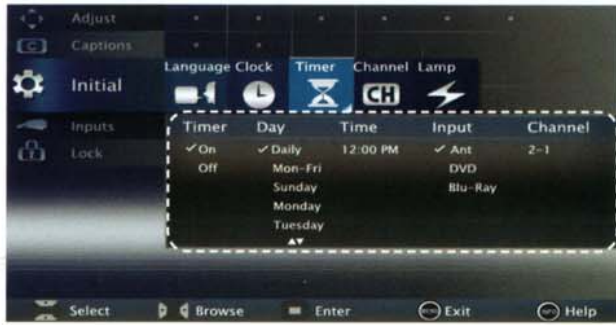 Adjust
Captions
Language Clock Timer Channel Lamp
Initial
CH
Inputs
Lock
Timer Day Time Input Channel
✓On ✓Daily 12:00 PM ✓Ant 2-1
Off Mon-Fri DVD
Sunday Blu-Ray
Monday
Tuesday
▲▼
Select Browse Enter Exit Help